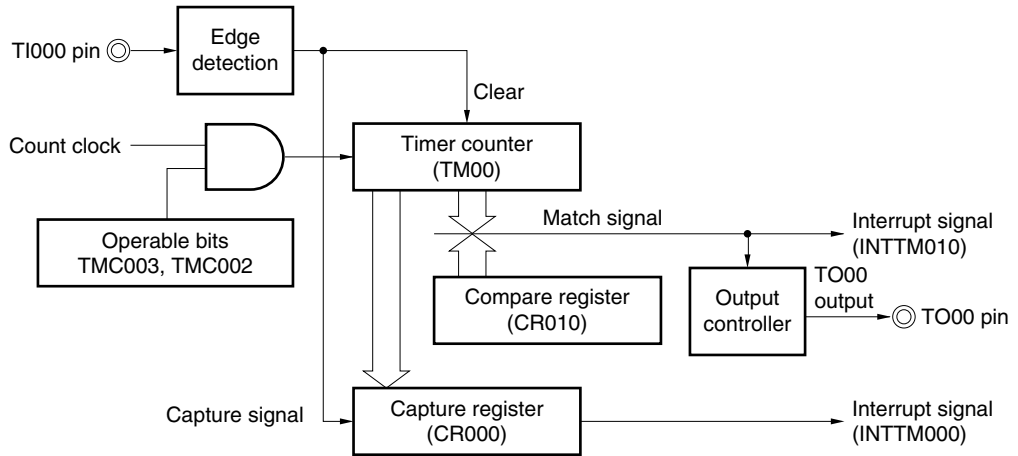 TI000 pin
Edge
detection
Clear
Count clock
Timer counter
(TM00)
Operable bits
TMC003, TMC002
Match signal
Interrupt signal
(INTTM010)
Compare register
(CR010)
Output
controller
TO00
output
TO00 pin
Capture signal
Capture register
(CR000)
Interrupt signal
(INTTM000)